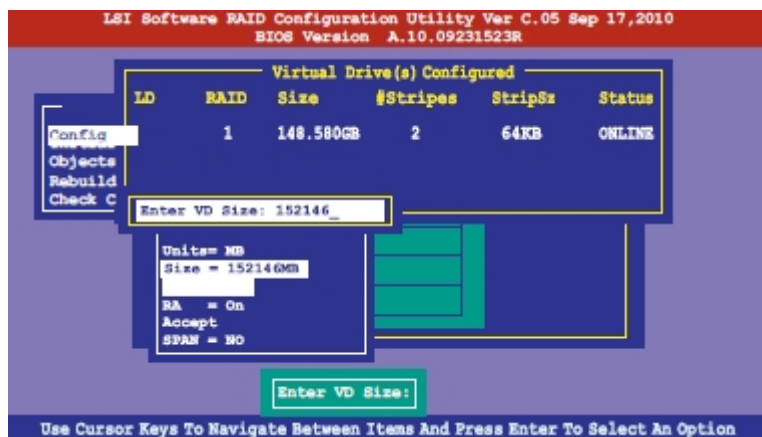 LSI Software RAID Configuration Utility Ver C.05 Sep 17,2010
BIOS Version A.10.09231523R
Virtual Drive(s) Configured
LD RAID Size #Stripes StripSz Status
1 148.580GB 2 64KB ONLINE
Config
Objects
Rebuild
Check C
Enter VD Size: 152146_
Units= MB
Size = 152146MB
RA = On
Accept
SPAN = NO
Enter VD Size:
Use Cursor Keys To Navigate Between Items And Press Enter To Select An Option